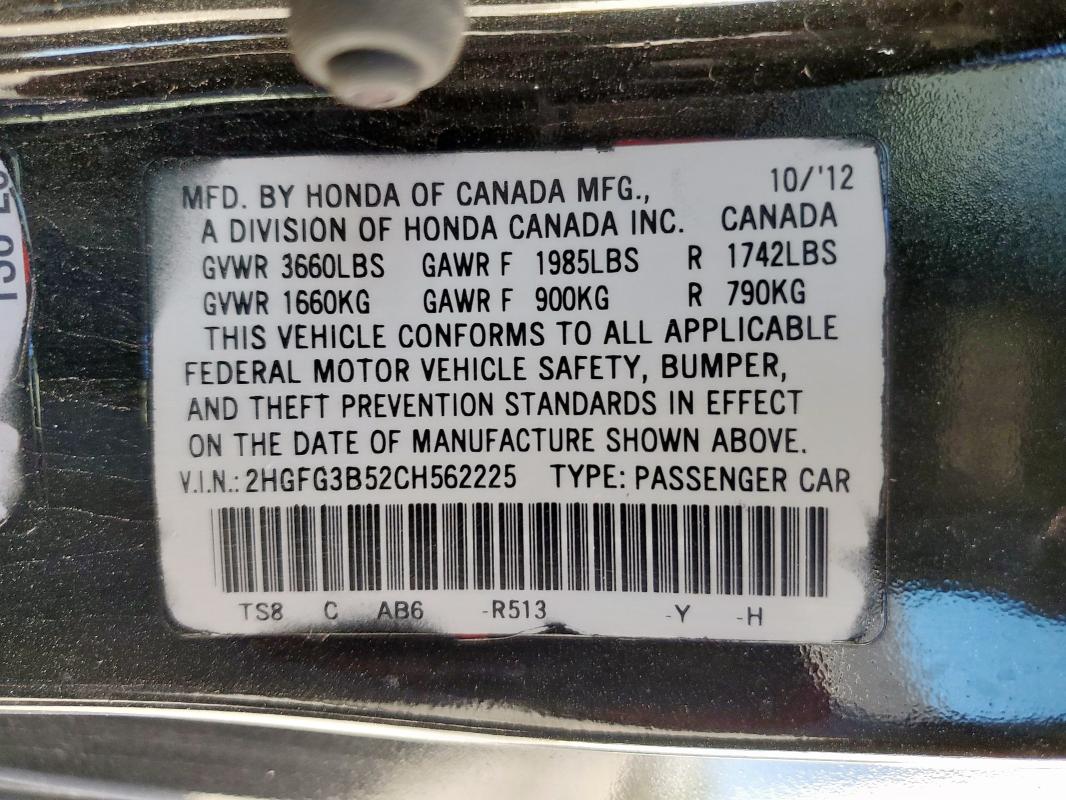 MFD. BY HONDA OF CANADA MFG., 10/'12
A DIVISION OF HONDA CANADA INC. CANADA
GVWR 3660LBS GAWR F 1985LBS R 1742LBS
GVWR 1660KG GAWR F 900KG R 790KG
THIS VEHICLE CONFORMS TO ALL APPLICABLE
FEDERAL MOTOR VEHICLE SAFETY, BUMPER,
AND THEFT PREVENTION STANDARDS IN EFFECT
ON THE DATE OF MANUFACTURE SHOWN ABOVE.
V.I.N.: 2HGFG3B52CH562225 TYPE: PASSENGER CAR
TS8 C AB6 -R513 -Y -H